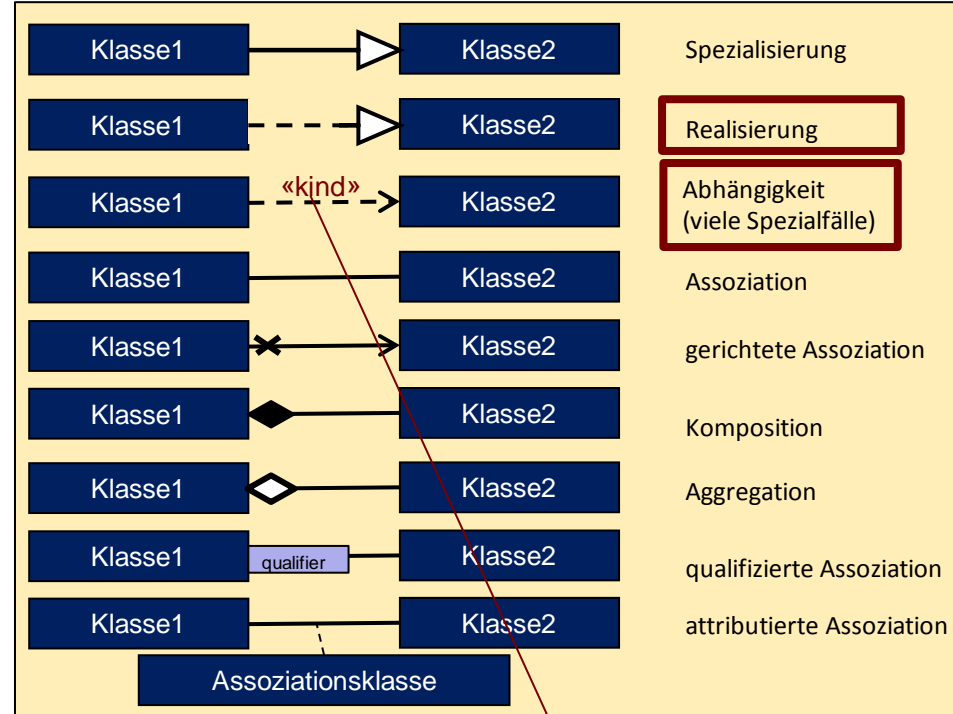 Klasse1 Klasse2 Spezialisierung
Klasse1 Klasse2 Realisierung
Klasse1 «kind» Klasse2 Abhängigkeit
(viele Spezialfälle)
Klasse1 Klasse2 Assoziation
Klasse1 Klasse2 gerichtete Assoziation
Klasse1 Klasse2 Komposition
Klasse1 Klasse2 Aggregation
Klasse1 qualifier Klasse2 qualifizierte Assoziation
Klasse1 Klasse2 attributierte Assoziation
Assoziationsklasse